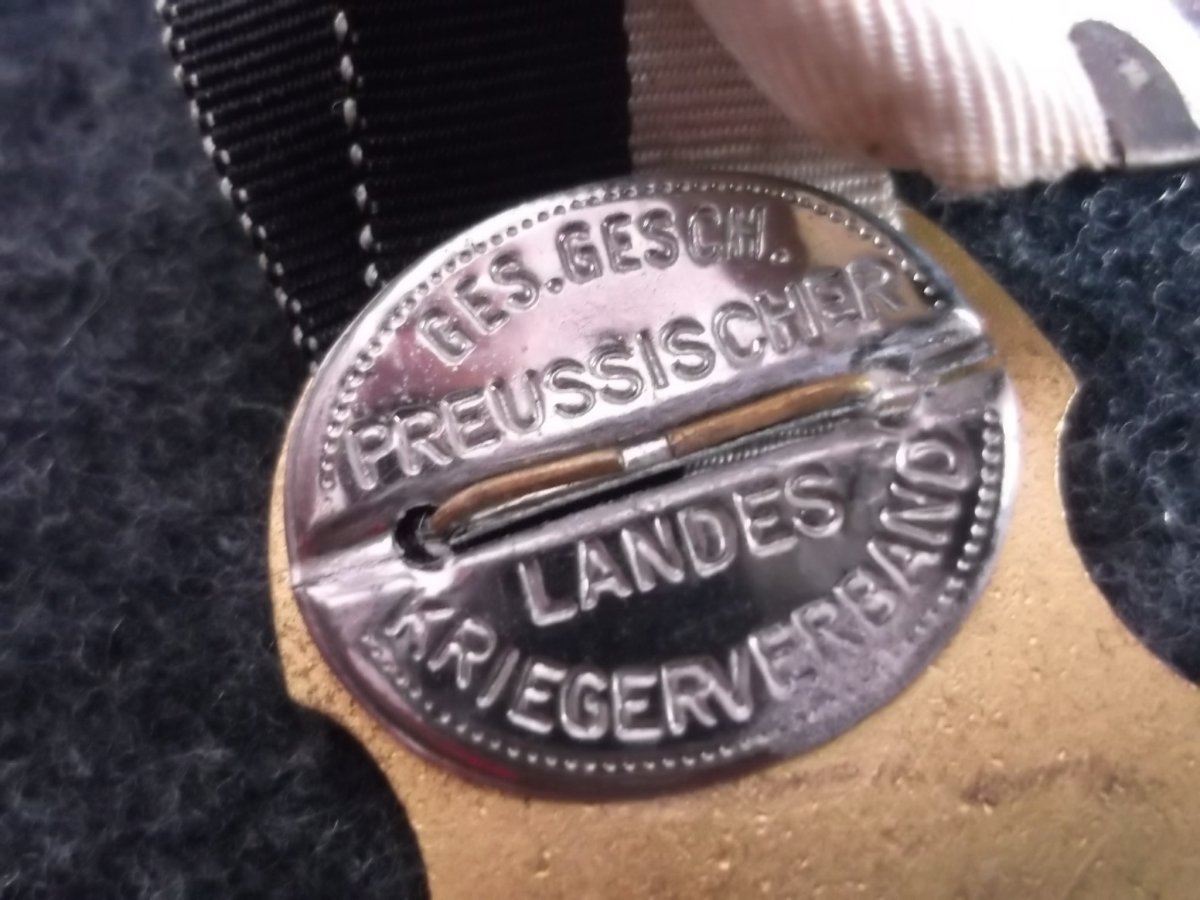 GES. GESCH.
PREUSSISCHER
LANDES
KRIEGERVERBAND